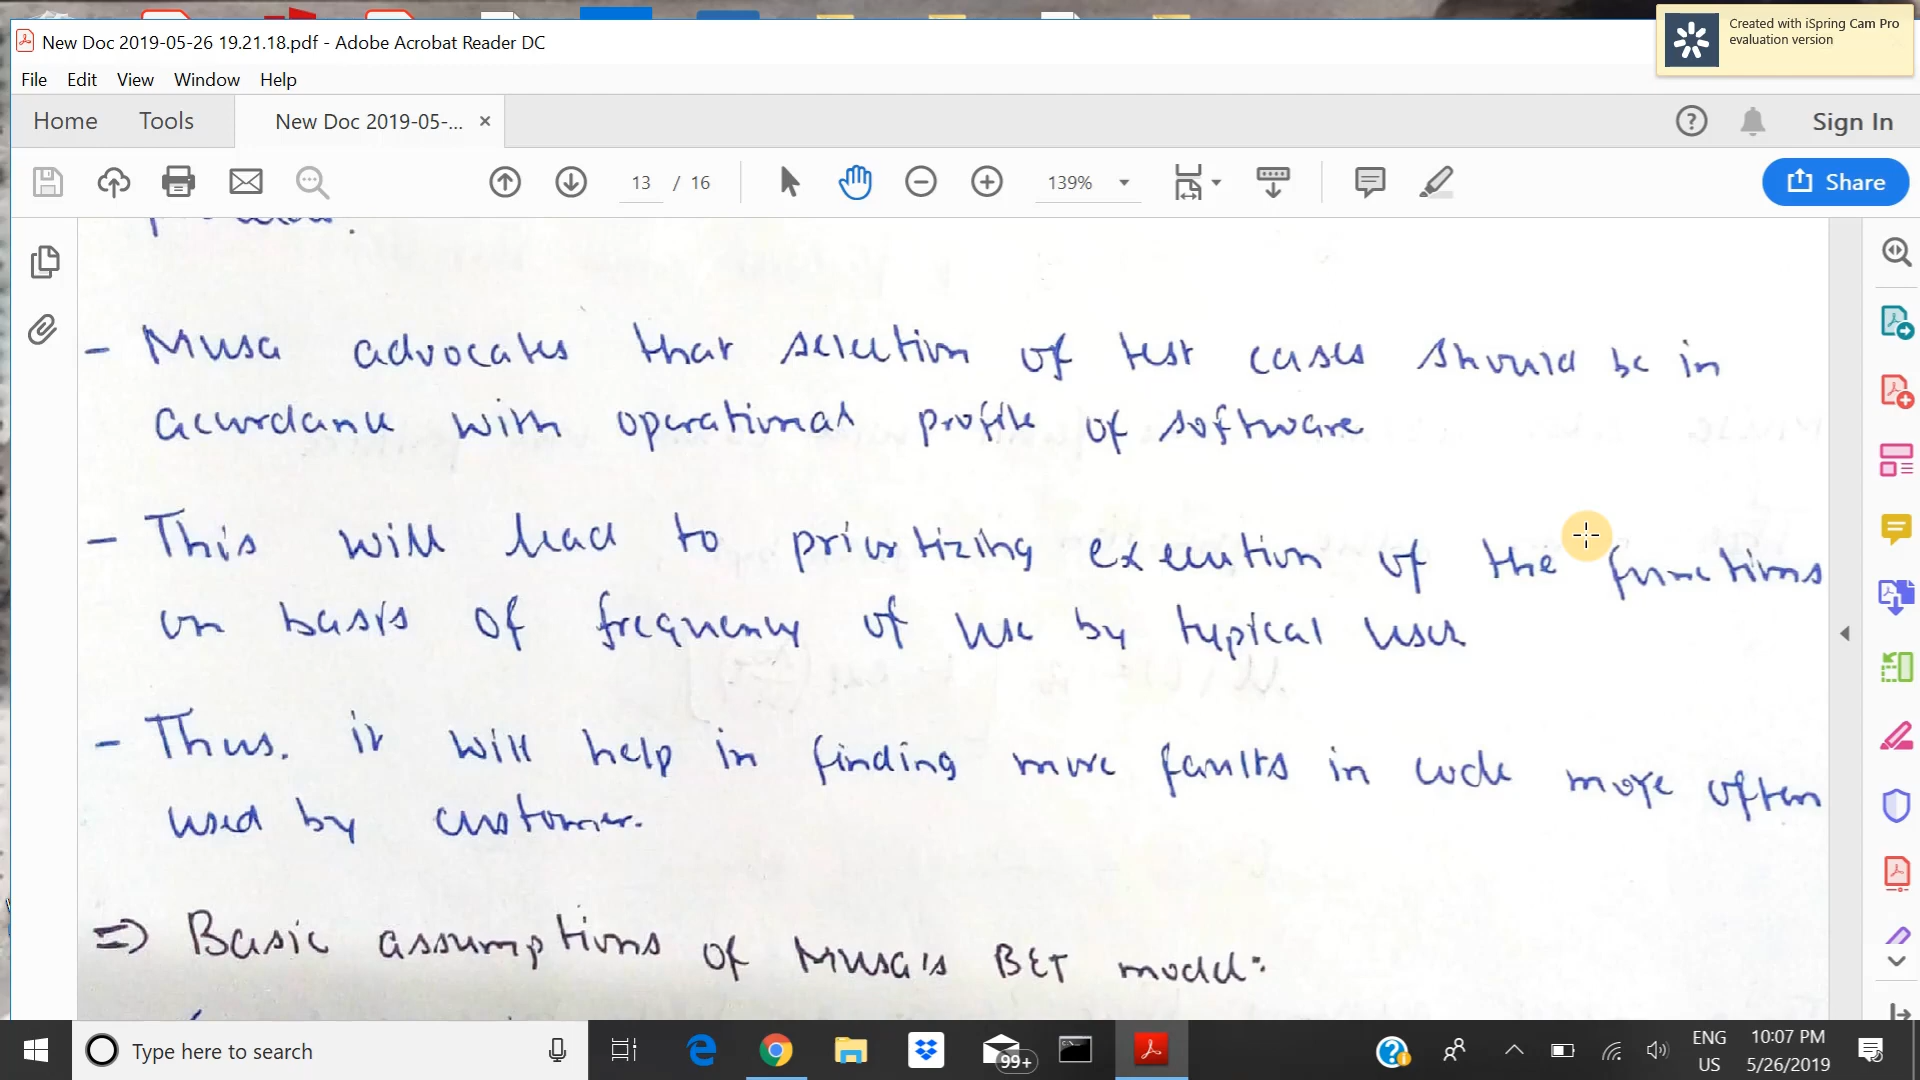 Created with iSpring Cam Pro
evaluation version
New Doc 2019-05-26 19.21.18.pdf - Adobe Acrobat Reader DC
File Edit View Window Help
Home Tools New Doc 2019-05-... × Sign In
13 / 16 139% Share
- Musa advocates that selection of test cases should be in
accordance with operational profile of software
- This will lead to prioritizing execution of the functions
on basis of frequency of use by typical user
- Thus. it will help in finding more faults in code more often
used by customer.
=> Basic assumptions of Musa's BET model:
Type here to search 99+ ENG 10:07 PM
US 5/26/2019